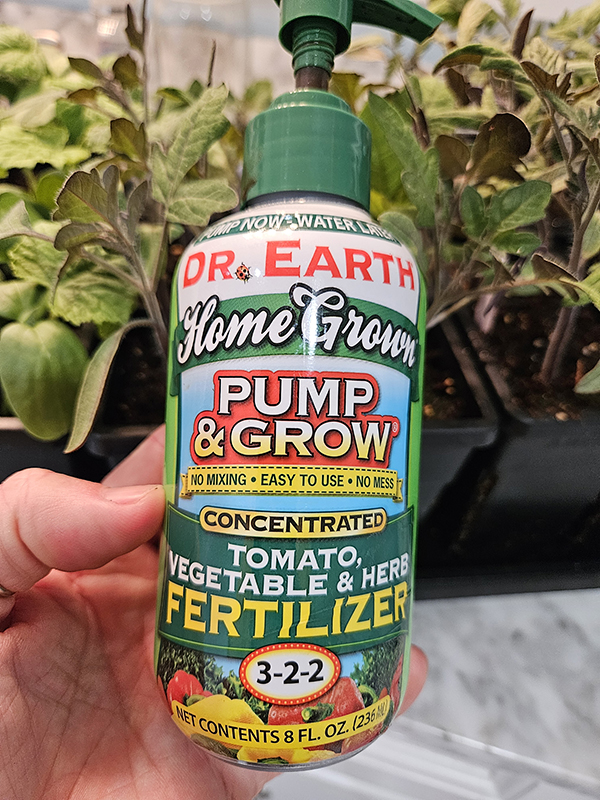 PUMP NOW • WATER LATER
DR. EARTH
Home Grown
PUMP
& GROW®
NO MIXING • EASY TO USE • NO MESS
CONCENTRATED
TOMATO,
VEGETABLE & HERB
FERTILIZER
3-2-2
NET CONTENTS 8 FL. OZ. (236